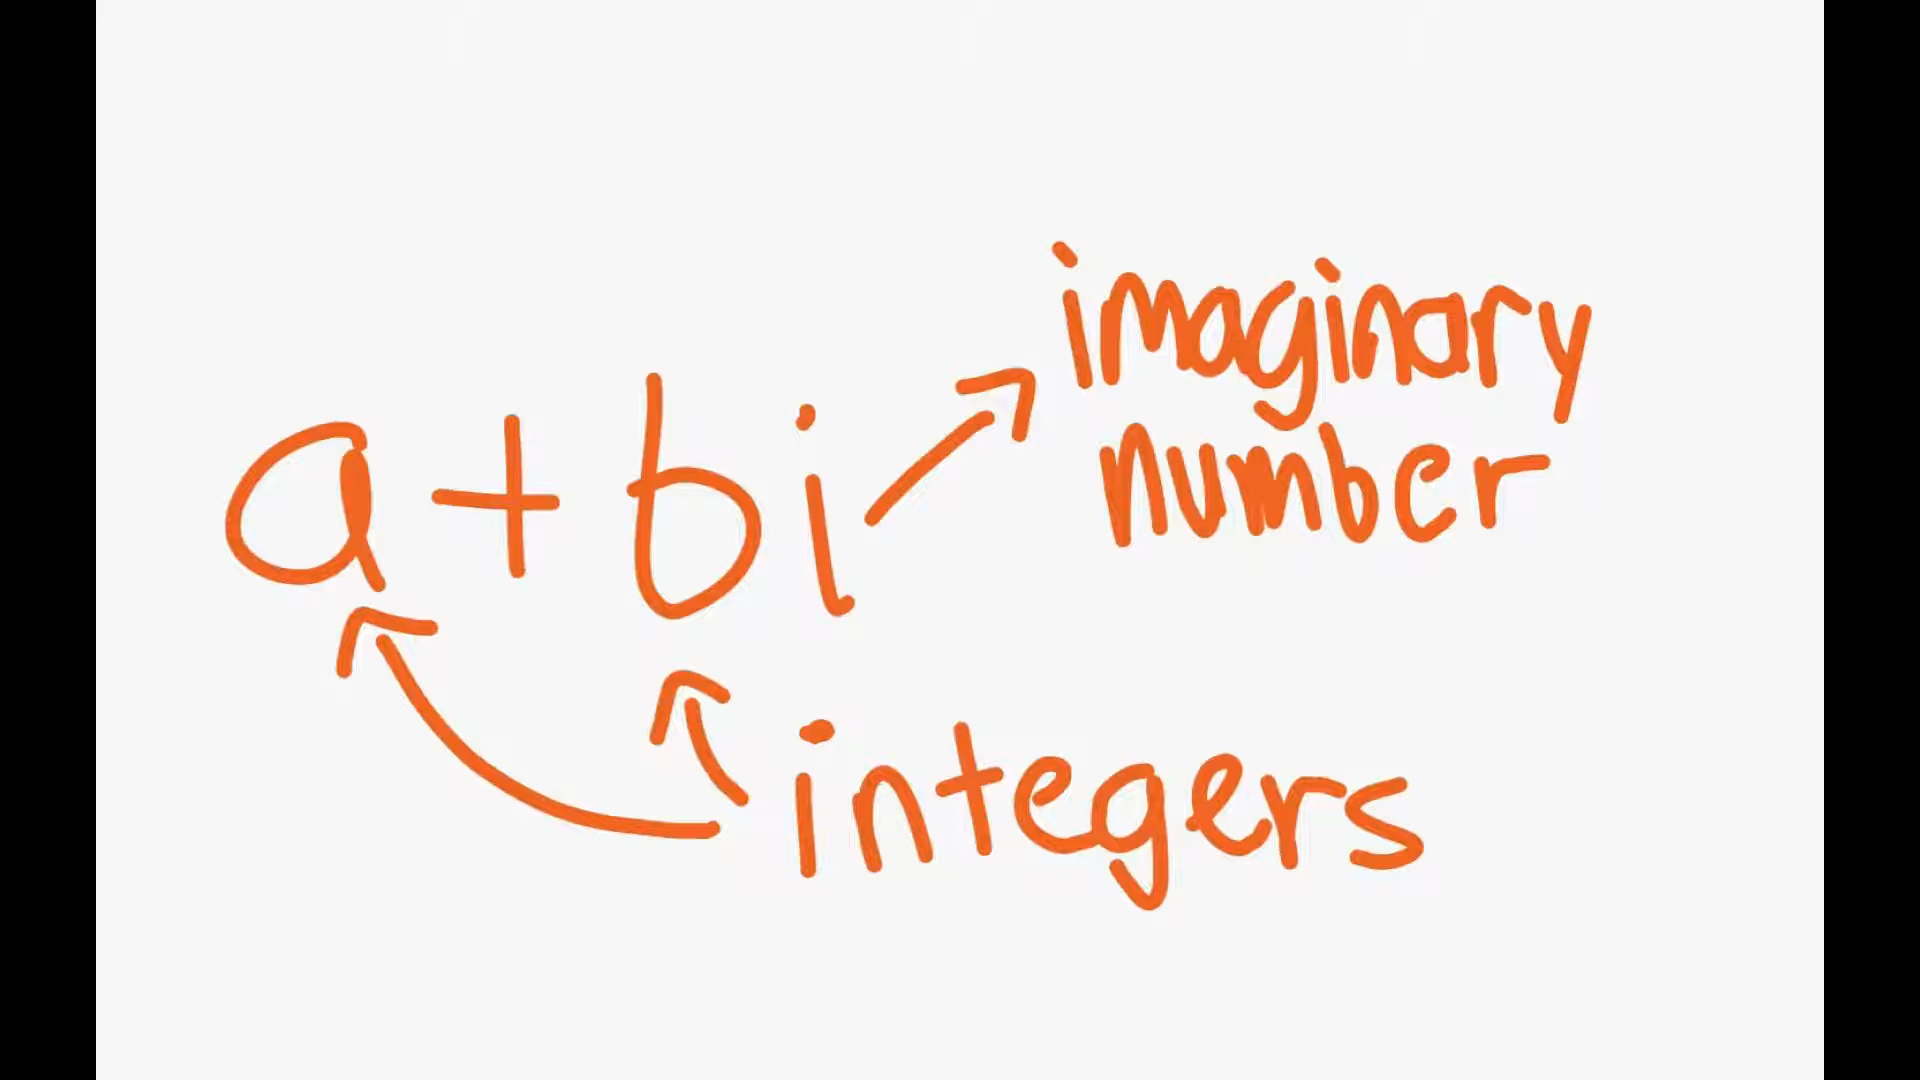 imaginary
number
a + bi
integers